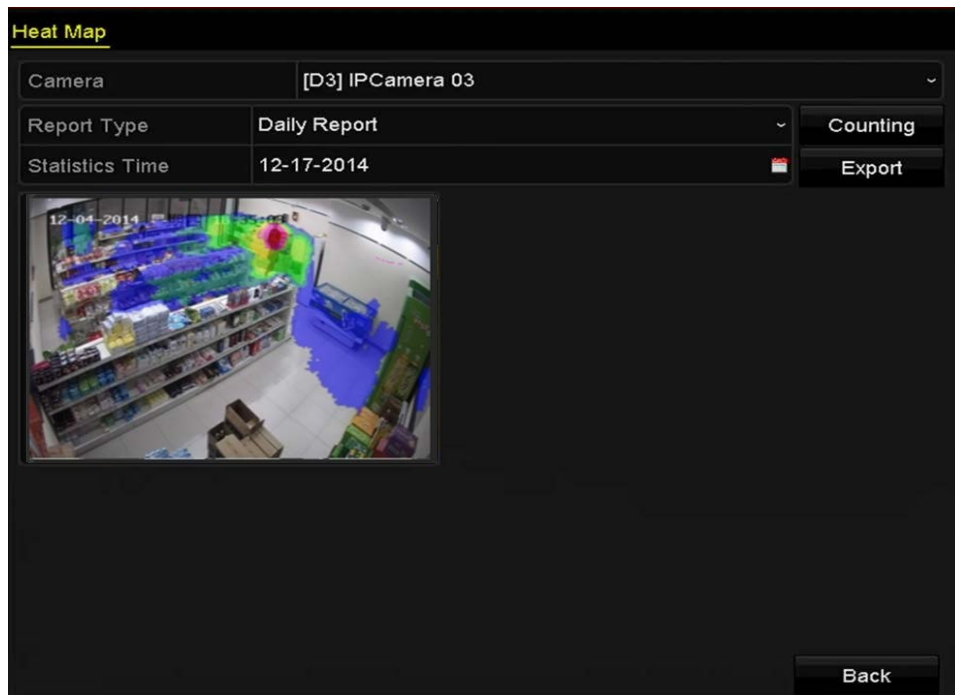 Heat Map
Camera [D3] IPCamera 03
Report Type Daily Report Counting
Statistics Time 12-17-2014 Export
12-04-2014
Back